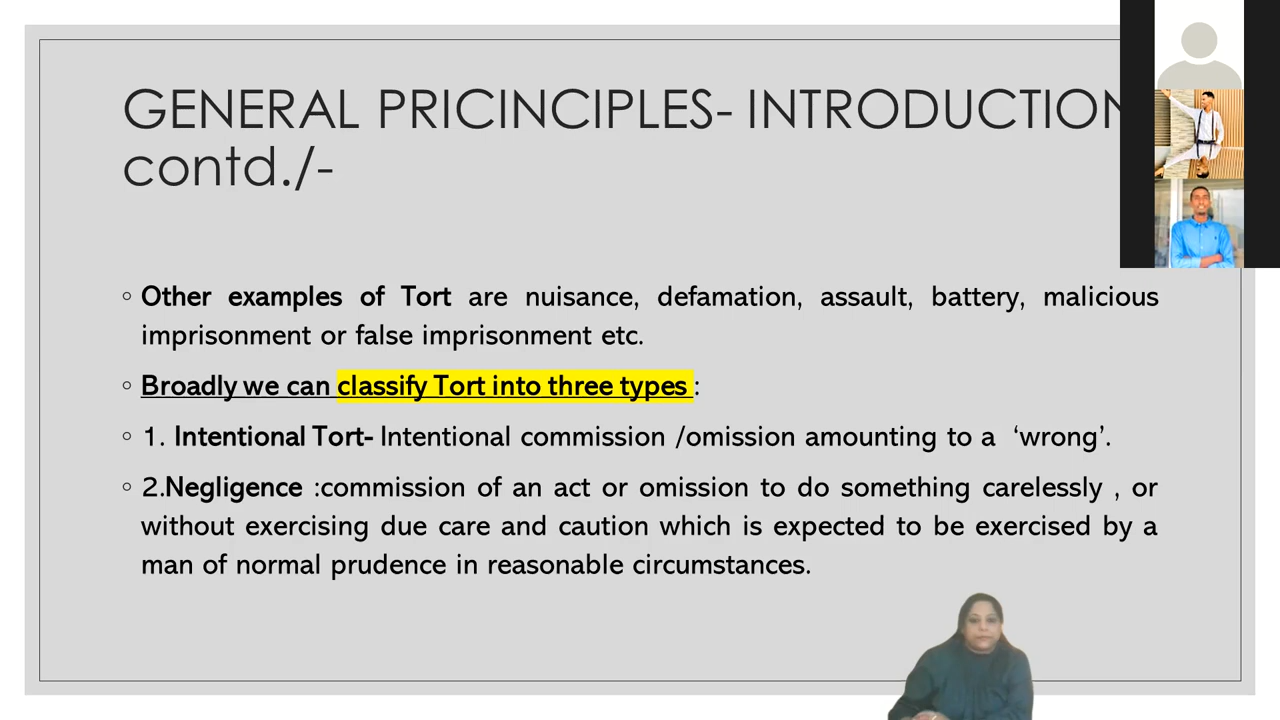 GENERAL PRICINCIPLES- INTRODUCTION
contd./-
◦ Other examples of Tort are nuisance, defamation, assault, battery, malicious
imprisonment or false imprisonment etc.
◦ Broadly we can classify Tort into three types :
◦ 1. Intentional Tort- Intentional commission /omission amounting to a ‘wrong’.
◦ 2.Negligence :commission of an act or omission to do something carelessly , or
without exercising due care and caution which is expected to be exercised by a
man of normal prudence in reasonable circumstances.